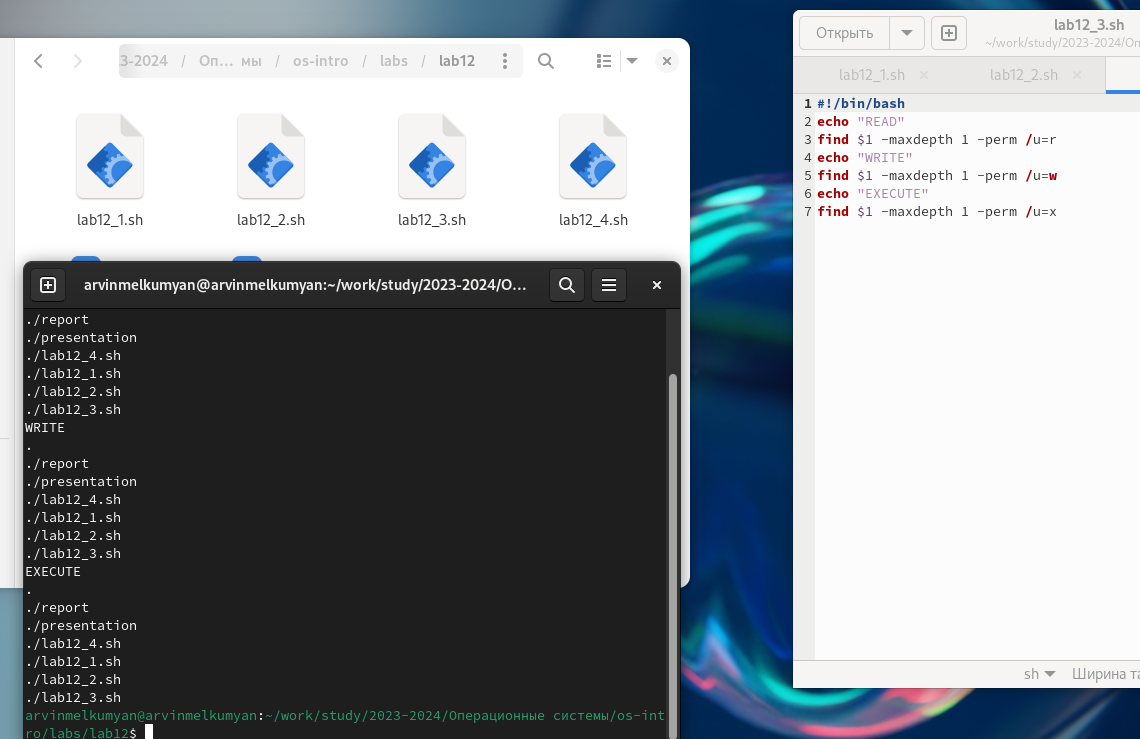 3-2024 / Оп… мы / os-intro / labs / lab12
lab12_1.sh
lab12_2.sh
lab12_3.sh
lab12_4.sh
arvinmelkumyan@arvinmelkumyan:~/work/study/2023-2024/О…
./report
./presentation
./lab12_4.sh
./lab12_1.sh
./lab12_2.sh
./lab12_3.sh
WRITE
.
./report
./presentation
./lab12_4.sh
./lab12_1.sh
./lab12_2.sh
./lab12_3.sh
EXECUTE
.
./report
./presentation
./lab12_4.sh
./lab12_1.sh
./lab12_2.sh
./lab12_3.sh
arvinmelkumyan@arvinmelkumyan:~/work/study/2023-2024/Операционные системы/os-int
ro/labs/lab12$
Открыть
lab12_3.sh
~/work/study/2023-2024/Оп
lab12_1.sh
lab12_2.sh
1 #!/bin/bash
2 echo "READ"
3 find $1 -maxdepth 1 -perm /u=r
4 echo "WRITE"
5 find $1 -maxdepth 1 -perm /u=w
6 echo "EXECUTE"
7 find $1 -maxdepth 1 -perm /u=x
sh
Ширина та